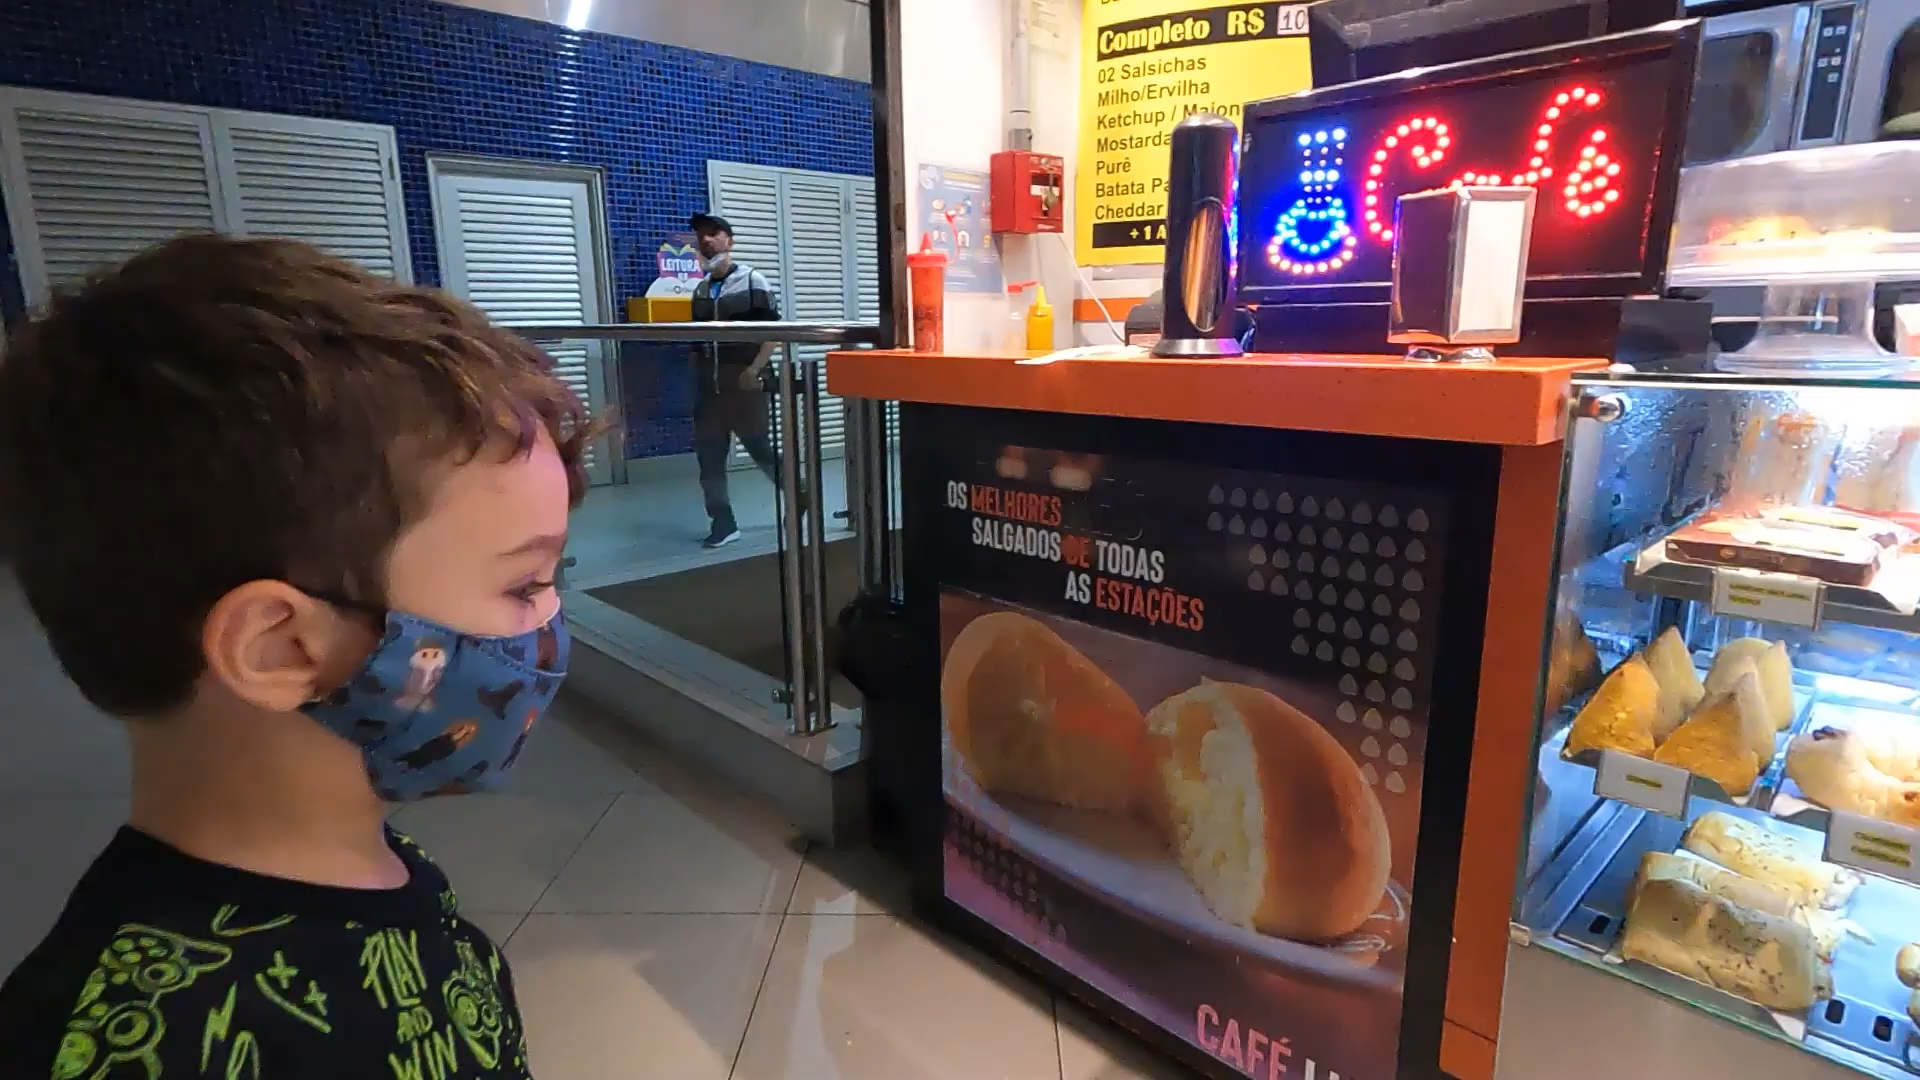 Completo R$ 10
02 Salsichas
Milho/Ervilha
Ketchup / Maion
Mostarda
Purê
Batata Pa
Cheddar
+ 1 A
Café
LEITURA
OS MELHORES
SALGADOS DE TODAS
AS ESTAÇÕES
CAFÉ
PLAY
AND
WIN